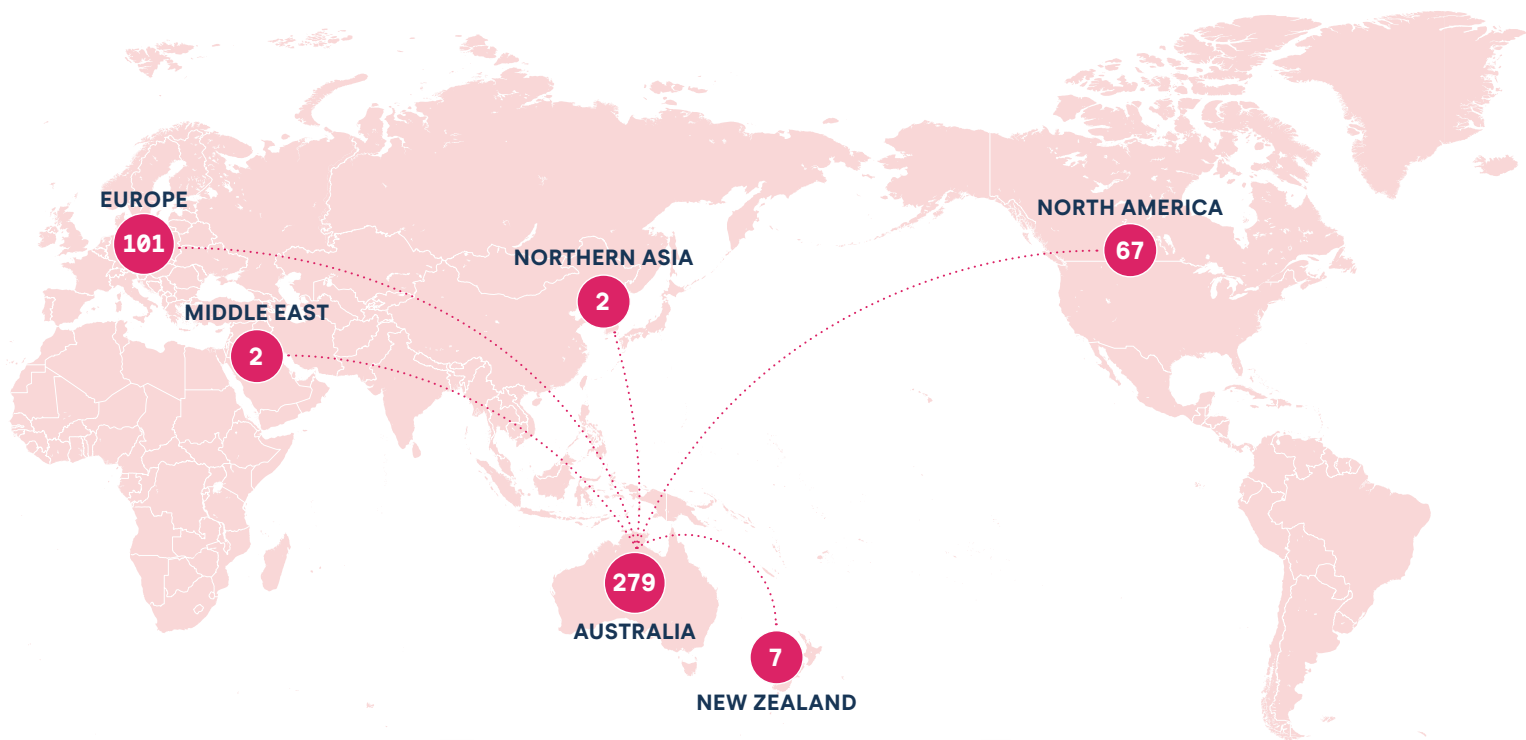 EUROPE
101
NORTH AMERICA
67
NORTHERN ASIA
2
MIDDLE EAST
2
279
AUSTRALIA
7
NEW ZEALAND